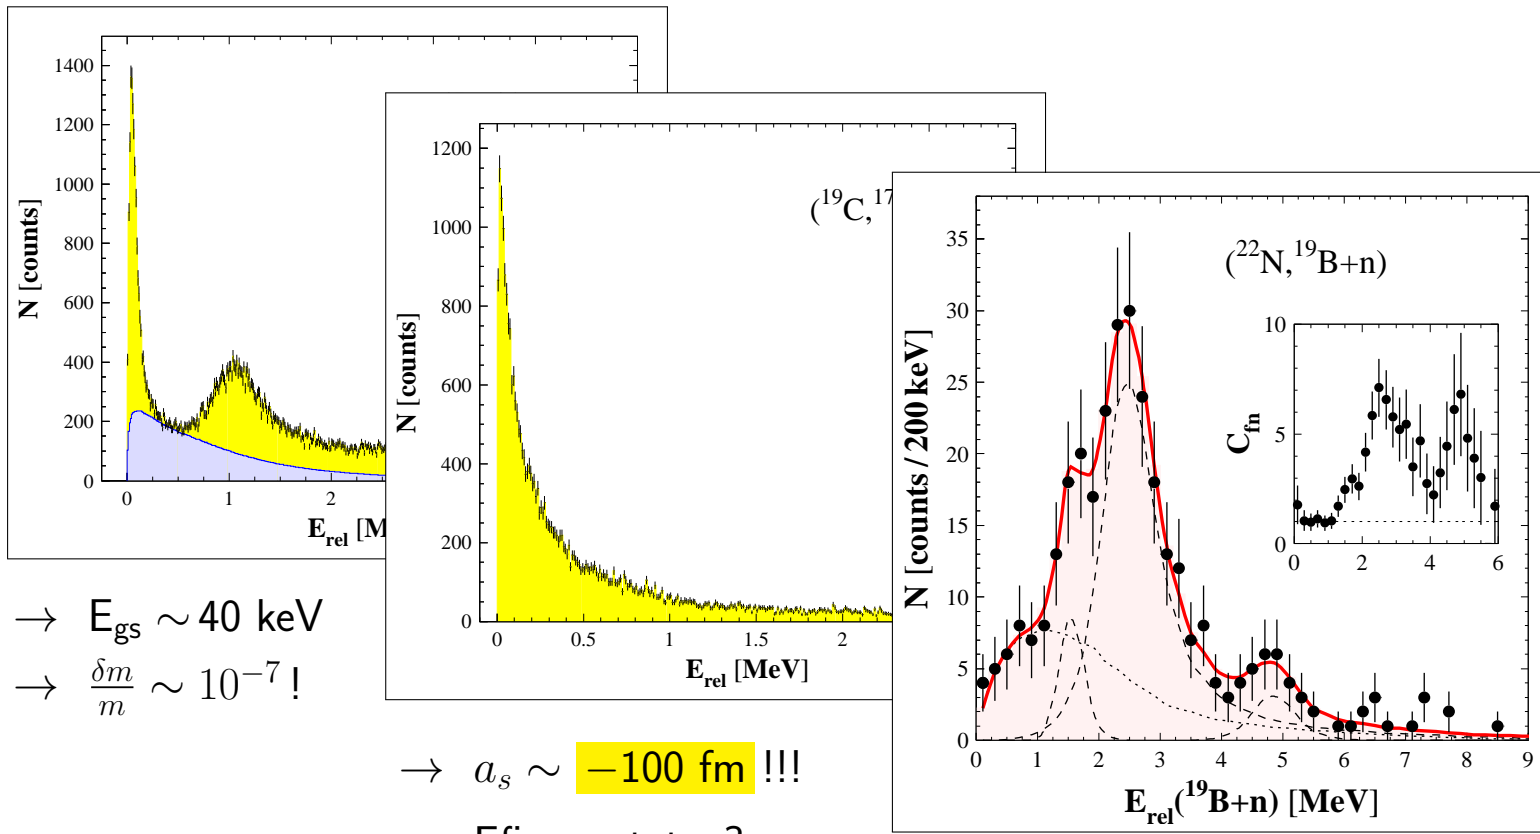 1400
1200
1000
800
600
400
200
0
N [counts]
0 1 2
E_rel [M
→ E_gs ∼ 40 keV
→ δm/m ∼ 10⁻⁷ !
1200
1000
800
600
400
200
0
N [counts]
(¹⁹C,¹⁷
0 0.5 1 1.5 2
E_rel [MeV]
→ a_s ∼ −100 fm !!!
35
30
25
20
15
10
5
0
N [counts / 200 keV]
(²²N,¹⁹B+n)
10
5
0
C_fn
0 2 4 6
0 1 2 3 4 5 6 7 8 9
E_rel(¹⁹B+n) [MeV]